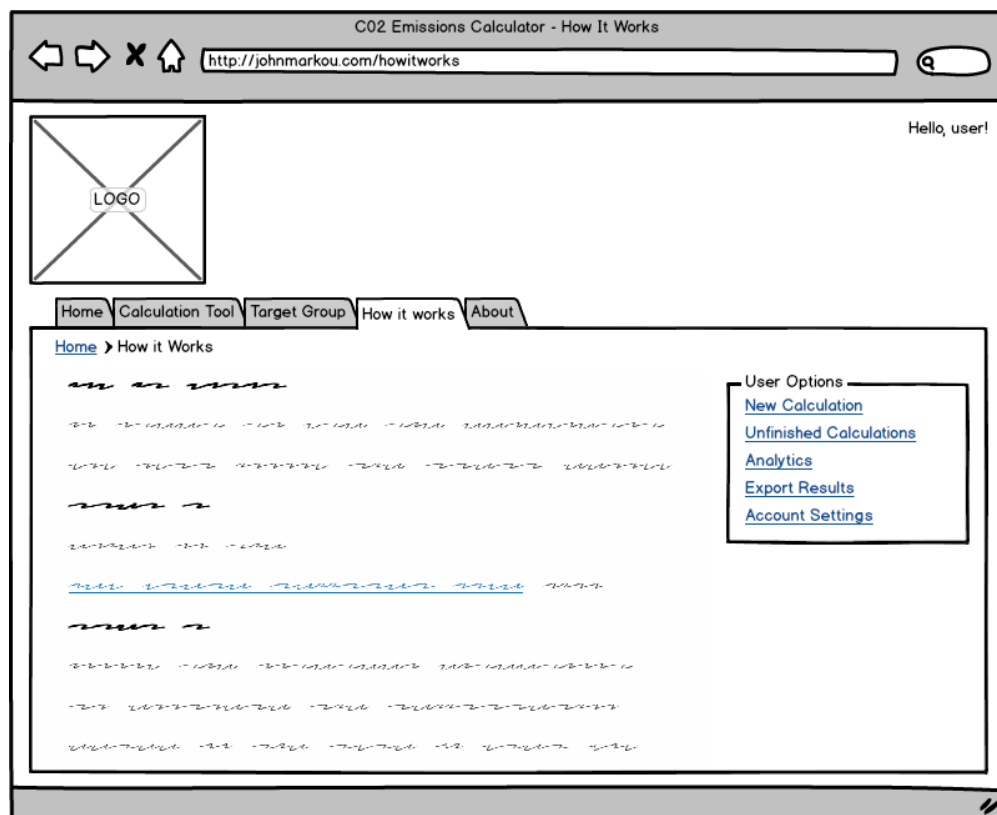 C02 Emissions Calculator - How It Works
http://johnmarkou.com/howitworks
Hello, user!
LOGO
Home Calculation Tool Target Group How it works About
Home > How it Works
User Options
New Calculation
Unfinished Calculations
Analytics
Export Results
Account Settings